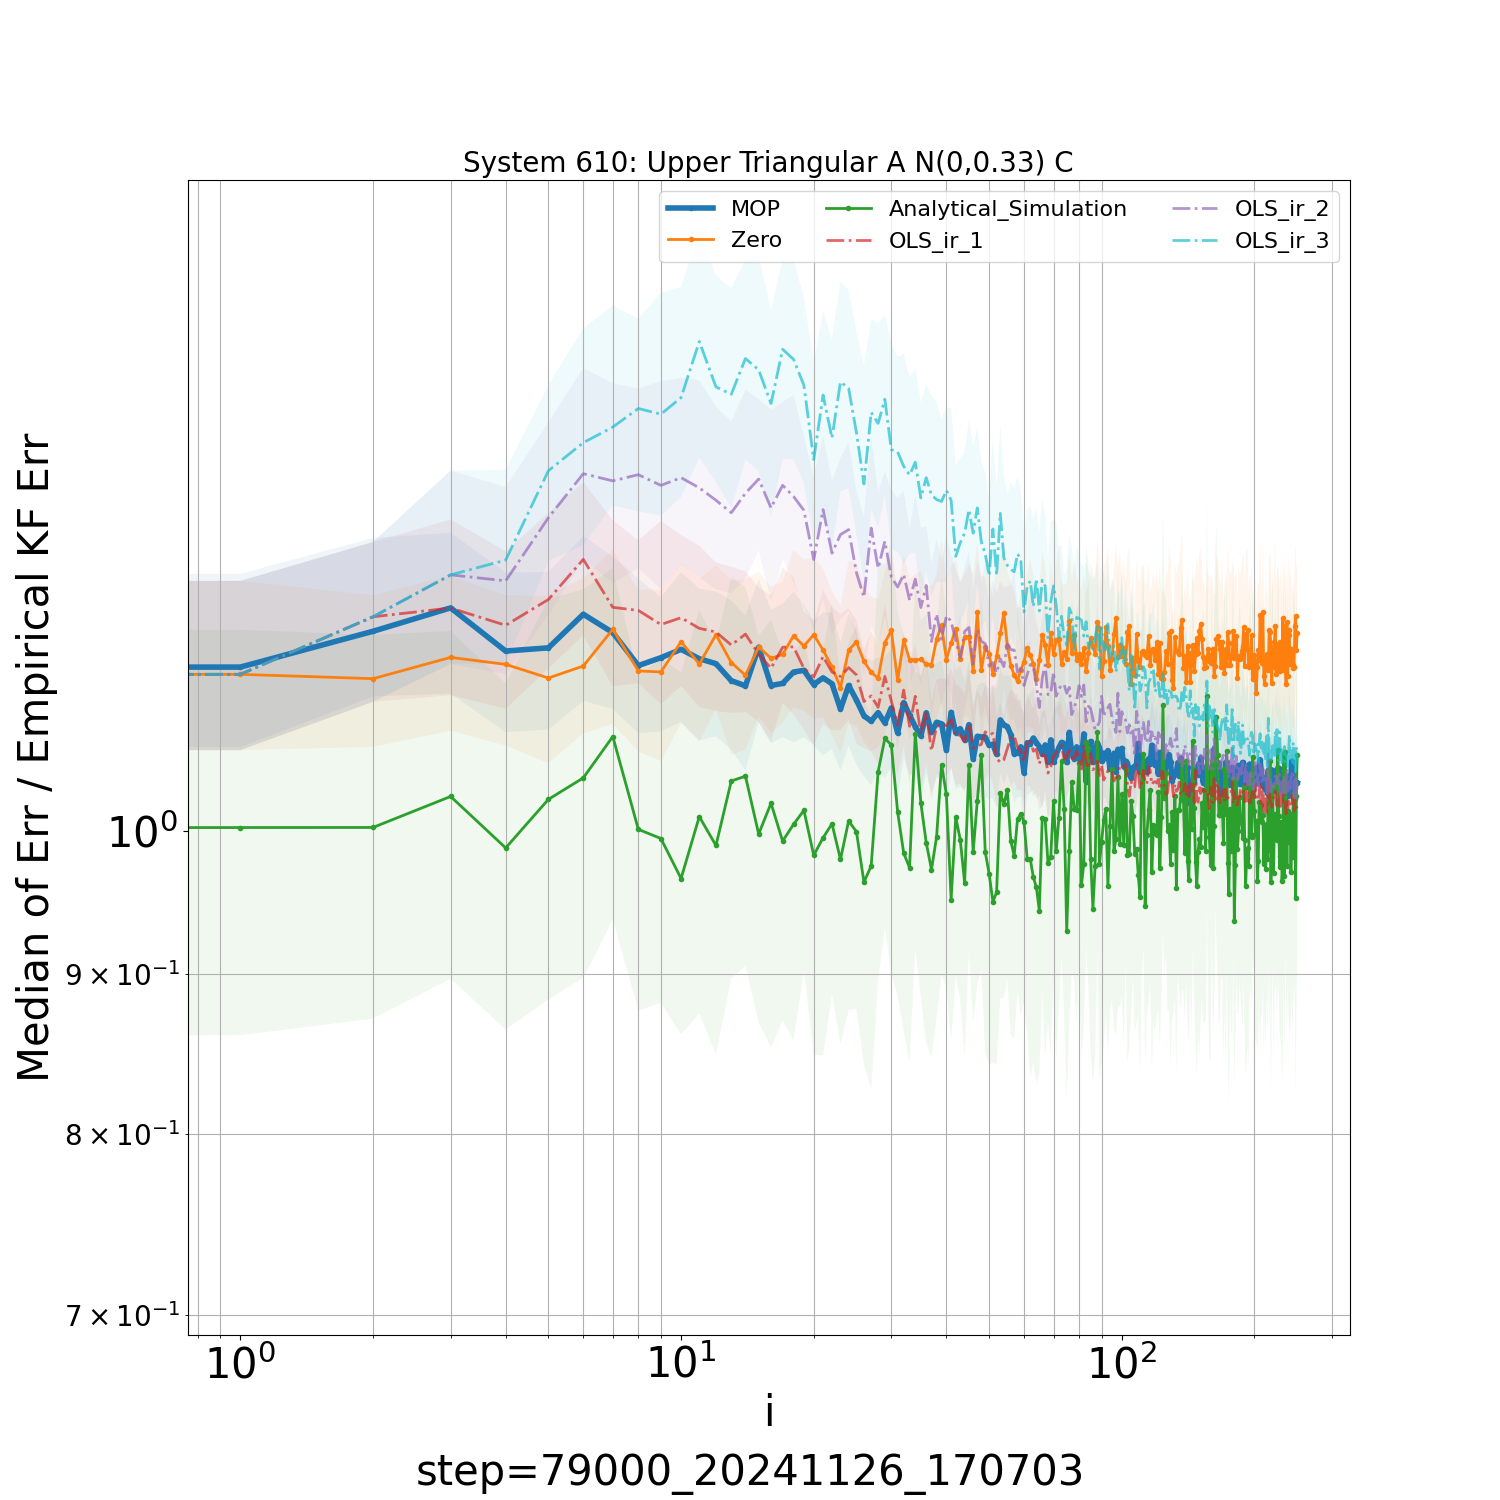 System 610: Upper Triangular A N(0,0.33) C
MOP
Zero
Analytical_Simulation
OLS_ir_1
OLS_ir_2
OLS_ir_3
Median of Err / Empirical KF Err
10⁰
9 × 10⁻¹
8 × 10⁻¹
7 × 10⁻¹
10⁰ 10¹ 10²
i
step=79000_20241126_170703